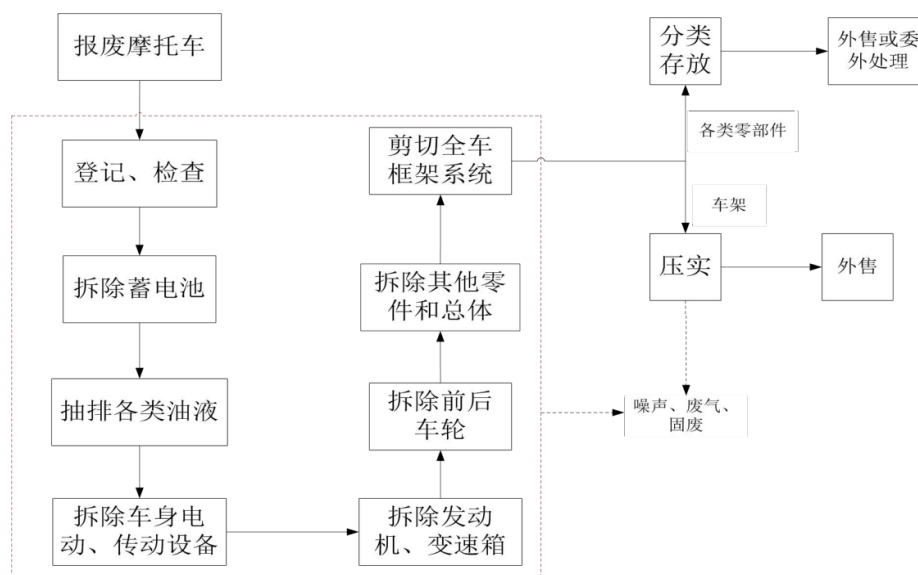 报废摩托车
登记、检查
拆除蓄电池
抽排各类油液
拆除车身电
动、传动设备
拆除发动
机、变速箱
拆除前后
车轮
拆除其他零
件和总体
剪切全车
框架系统
各类零部件
分类
存放
外售或委
外处理
车架
压实
外售
噪声、废气、
固废